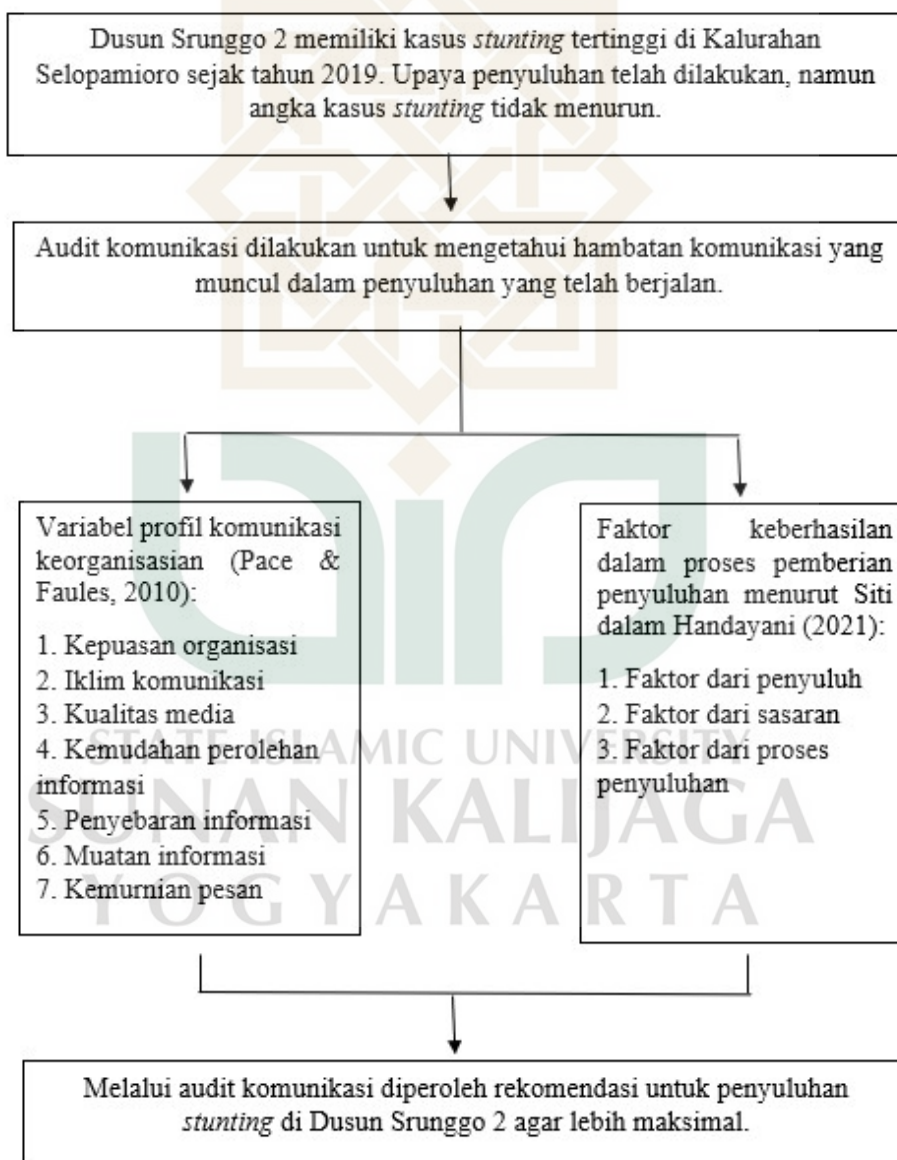 Dusun Srunggo 2 memiliki kasus stunting tertinggi di Kalurahan
Selopamioro sejak tahun 2019. Upaya penyuluhan telah dilakukan, namun
angka kasus stunting tidak menurun.
Audit komunikasi dilakukan untuk mengetahui hambatan komunikasi yang
muncul dalam penyuluhan yang telah berjalan.
Variabel profil komunikasi
keorganisasian (Pace &
Faules, 2010):
1. Kepuasan organisasi
2. Iklim komunikasi
3. Kualitas media
4. Kemudahan perolehan
informasi
5. Penyebaran informasi
6. Muatan informasi
7. Kemurnian pesan
Faktor keberhasilan
dalam proses pemberian
penyuluhan menurut Siti
dalam Handayani (2021):
1. Faktor dari penyuluh
2. Faktor dari sasaran
3. Faktor dari proses
penyuluhan
STATE ISLAMIC UNIVERSITY
SUNAN KALIJAGA
YOGYAKARTA
Melalui audit komunikasi diperoleh rekomendasi untuk penyuluhan
stunting di Dusun Srunggo 2 agar lebih maksimal.